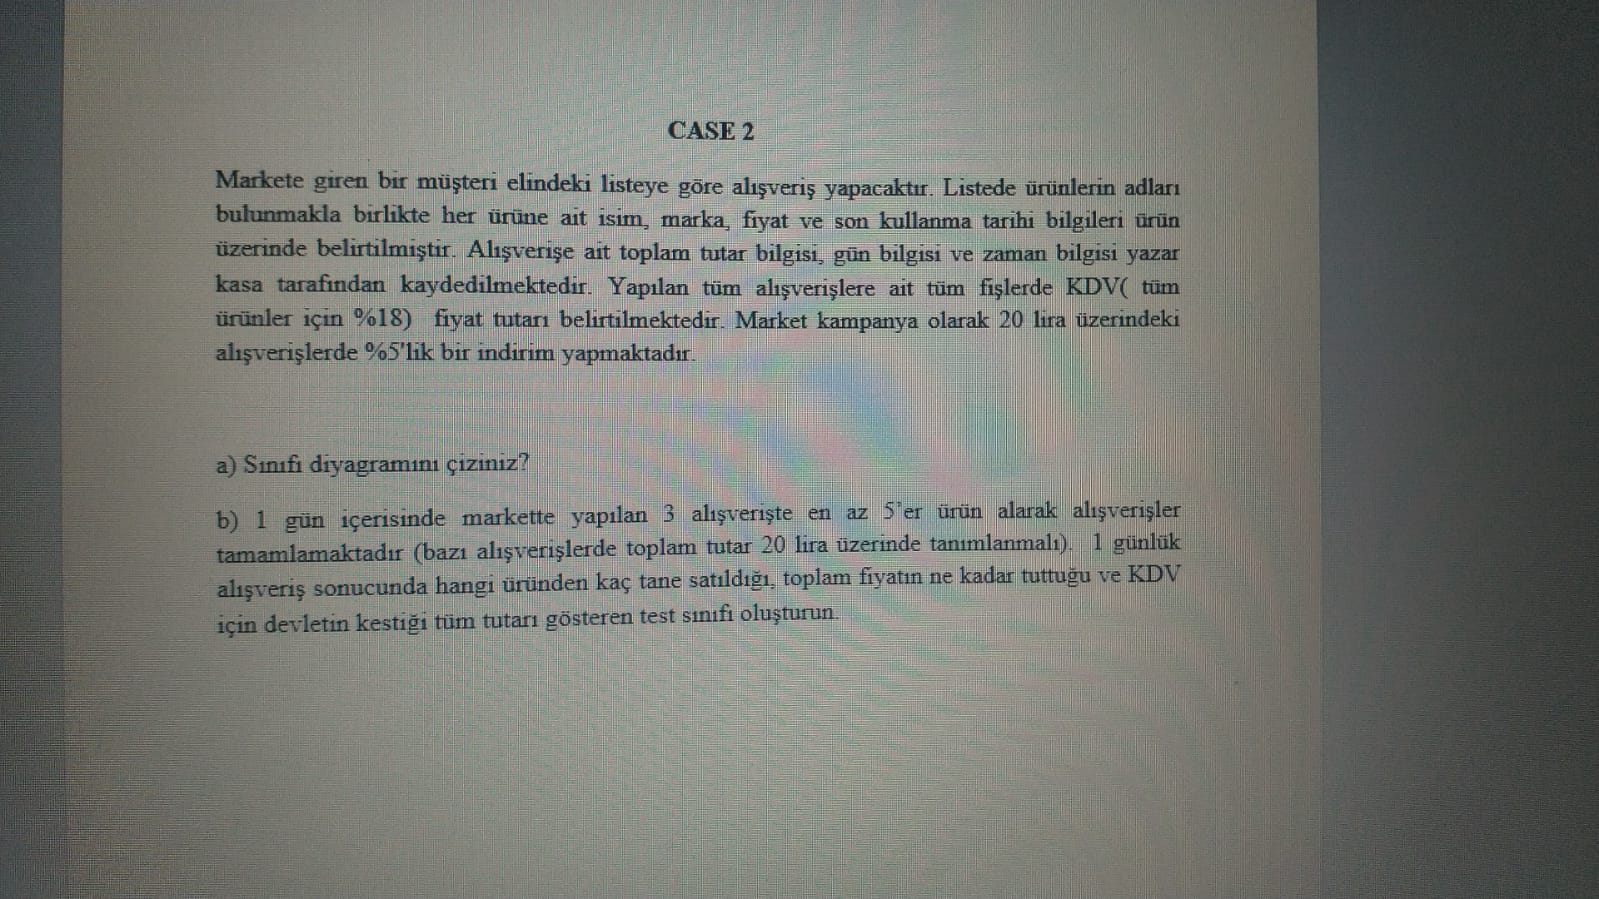 CASE 2
Markete giren bir müşteri elindeki listeye göre alışveriş yapacaktır. Listede ürünlerin adları
bulunmakla birlikte her ürüne ait isim, marka, fiyat ve son kullanma tarihi bilgileri ürün
üzerinde belirtilmiştir. Alışverişe ait toplam tutar bilgisi, gün bilgisi ve zaman bilgisi yazar
kasa tarafından kaydedilmektedir. Yapılan tüm alışverişlere ait tüm fişlerde KDV( tüm
ürünler için %18) fiyat tutarı belirtilmektedir. Market kampanya olarak 20 lira üzerindeki
alışverişlerde %5'lik bir indirim yapmaktadır.
a) Sınıfı diyagramını çiziniz?
b) 1 gün içerisinde markette yapılan 3 alışverişte en az 5'er ürün alarak alışverişler
tamamlamaktadır (bazı alışverişlerde toplam tutar 20 lira üzerinde tanımlanmalı). 1 günlük
alışveriş sonucunda hangi üründen kaç tane satıldığı, toplam fiyatın ne kadar tuttuğu ve KDV
için devletin kestiği tüm tutarı gösteren test sınıfı oluşturun.